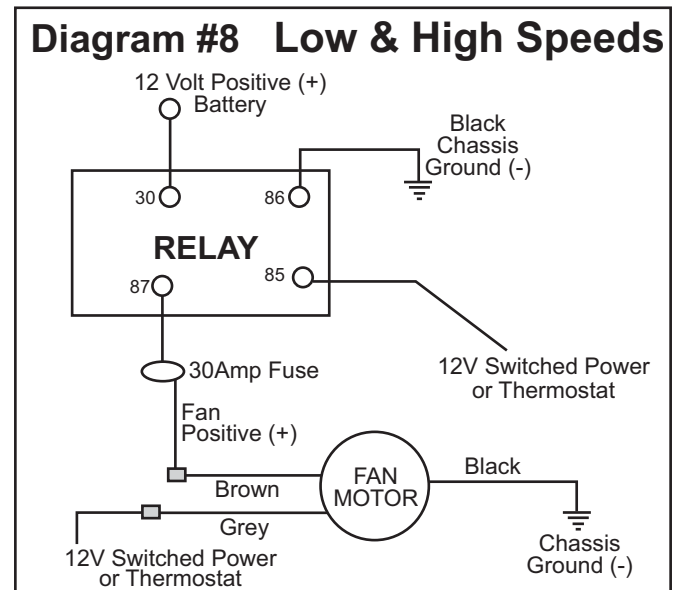 Diagram #8 Low & High Speeds
12 Volt Positive (+)
Battery
Black
Chassis
Ground (-)
30
86
RELAY
87
85
30Amp Fuse
12V Switched Power
or Thermostat
Fan
Positive (+)
FAN
MOTOR
Black
Brown
Grey
Chassis
Ground (-)
12V Switched Power
or Thermostat